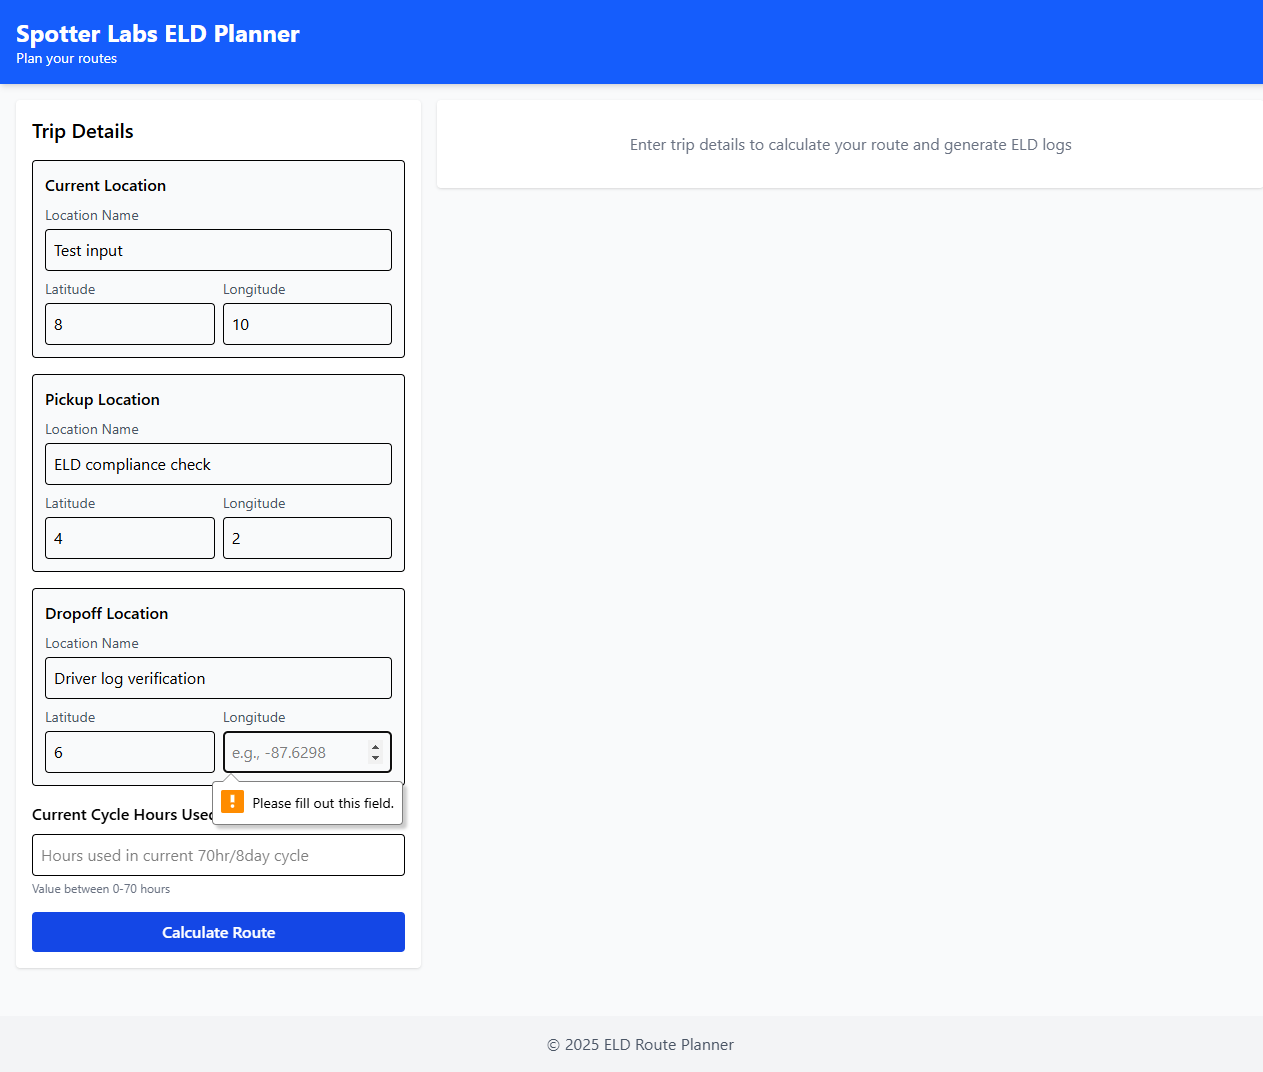 Spotter Labs ELD Planner
Plan your routes
Trip Details
Current Location
Location Name
Test input
Latitude
Longitude
8
10
Pickup Location
Location Name
ELD compliance check
Latitude
Longitude
4
2
Dropoff Location
Location Name
Driver log verification
Latitude
Longitude
6
e.g., -87.6298
Please fill out this field.
Current Cycle Hours Used
Hours used in current 70hr/8day cycle
Value between 0-70 hours
Calculate Route
Enter trip details to calculate your route and generate ELD logs
© 2025 ELD Route Planner